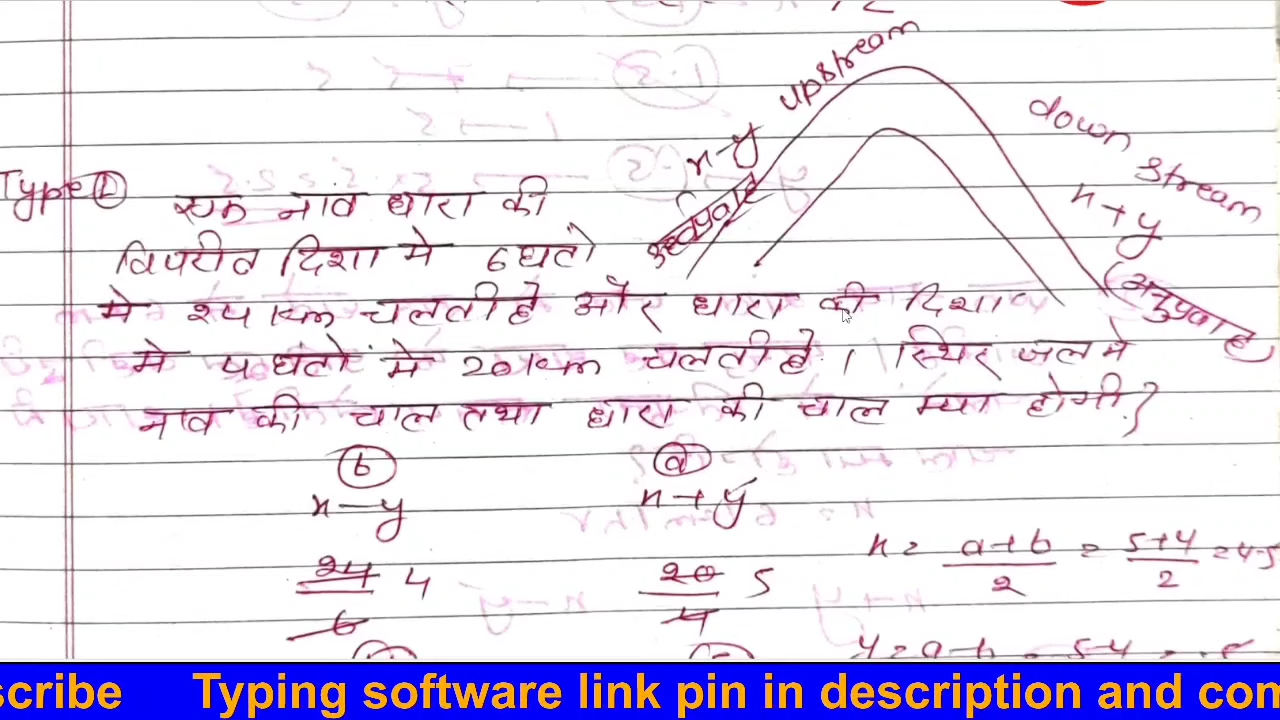 upstream
down stream
x-y
x+y
(अनुप्रवाह
Type ① एक नाव धारा की
विपरीत दिशा मे 6 घंटो
मे 24 km चलती है और धारा की दिशा
मे 4 घंटों मे 20 km चलती है। स्थिर जल मे
नाव की चाल तथा धारा की चाल क्या होगी?
ⓑ ⓐ
x-y x+y
24/6 4 20/4 5
x = a+b/2 = 5+4/2 = 4.5
scribe Typing software link pin in description and com